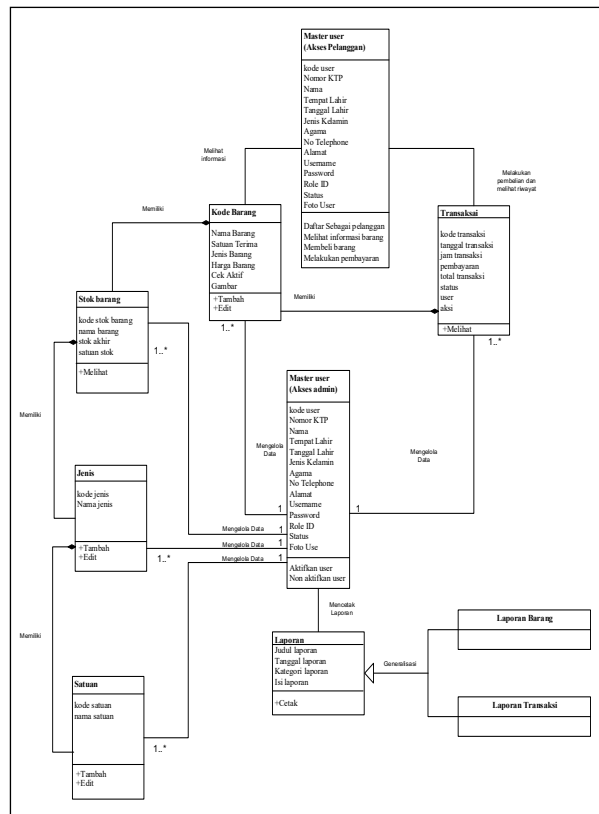 Master user
(Akses Pelanggan)
kode user
Nomor KTP
Nama
Tempat Lahir
Tanggal Lahir
Jenis Kelamin
Agama
No Telephone
Alamat
Username
Password
Role ID
Status
Foto User
Daftar Sebagai pelanggan
Melihat informasi barang
Membeli barang
Melakukan pembayaran
Melihat
informasi
Melakukan
pembelian dan
melihat riwayat
Memiliki
Kode Barang
Nama Barang
Satuan Terima
Jenis Barang
Harga Barang
Cek Aktif
Gambar
+Tambah
+Edit
1..*
Memiliki
Transaksai
kode transaksi
tanggal transaksi
jam transaksi
pembayaran
total transaksi
status
user
aksi
+Melihat
1..*
Stok barang
kode stok barang
nama barang
stok akhir
satuan stok
+Melihat
1..*
Memiliki
Master user
(Akses admin)
kode user
Nomor KTP
Nama
Tempat Lahir
Tanggal Lahir
Jenis Kelamin
Agama
No Telephone
Alamat
Username
Password
Role ID
Status
Foto Use
Aktifkan user
Non aktifkan user
Mengelola
Data
1
Mengelola
Data
1
Jenis
kode jenis
Nama jenis
+Tambah
+Edit
1..*
Mengelola Data
1
Mengelola Data
1
Mengelola Data
1
Memiliki
Mencetak
Laporan
Laporan
Judul laporan
Tanggal laporan
Kategori laporan
Isi laporan
+Cetak
Generalisasi
Laporan Barang
Laporan Transaksi
Satuan
kode satuan
nama satuan
+Tambah
+Edit
1..*